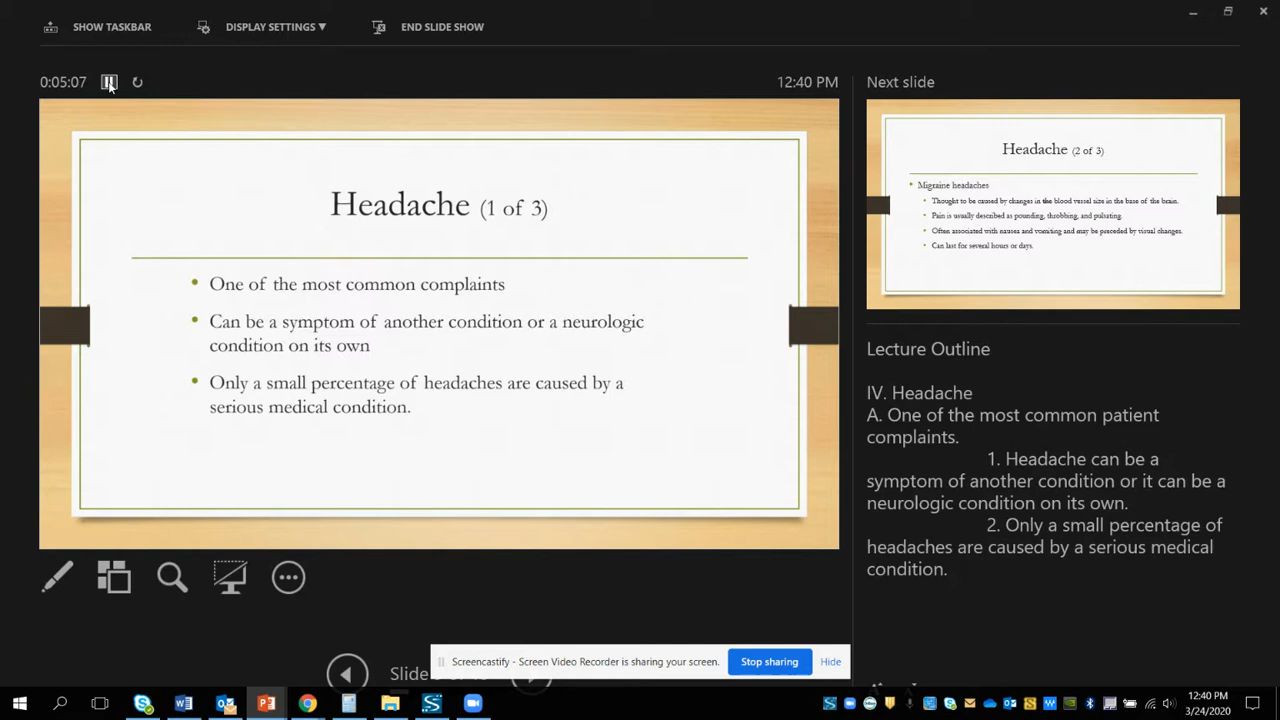 SHOW TASKBAR
DISPLAY SETTINGS ▼
END SLIDE SHOW
0:05:07
12:40 PM
Headache (1 of 3)
• One of the most common complaints
• Can be a symptom of another condition or a neurologic
condition on its own
• Only a small percentage of headaches are caused by a
serious medical condition.
Next slide
Headache (2 of 3)
• Migraine headaches
• Thought to be caused by changes in the blood vessel size in the base of the brain.
• Pain is usually described as pounding, throbbing, and pulsating.
• Often associated with nausea and vomiting and may be preceded by visual changes.
• Can last for several hours or days.
Lecture Outline
IV. Headache
A. One of the most common patient
complaints.
1. Headache can be a
symptom of another condition or it can be a
neurologic condition on its own.
2. Only a small percentage of
headaches are caused by a serious medical
condition.
Slide
Screencastify - Screen Video Recorder is sharing your screen.
Stop sharing
Hide
12:40 PM
3/24/2020